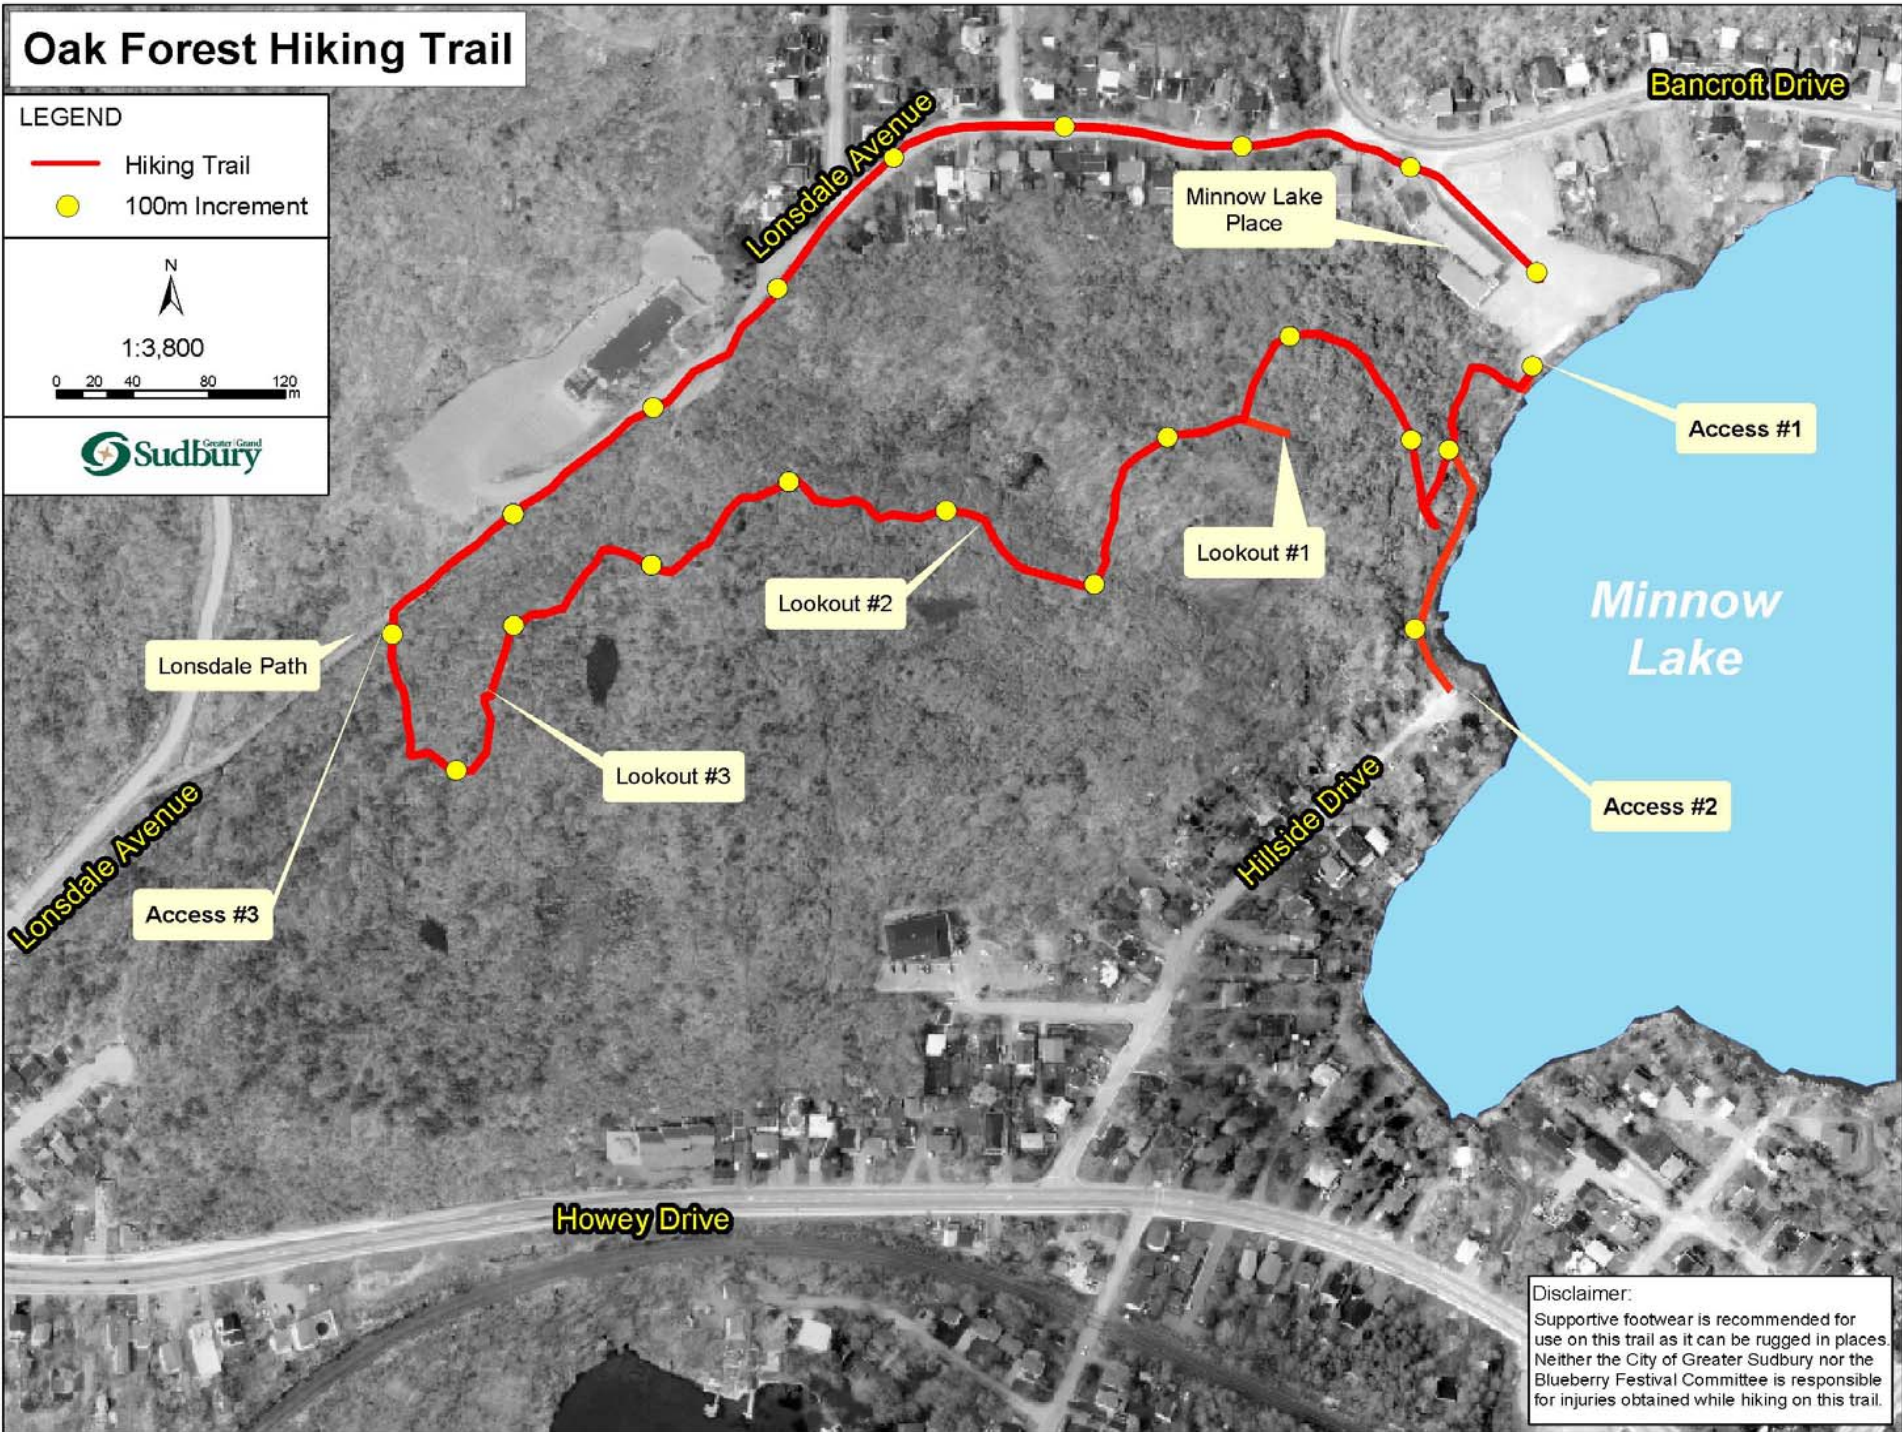 Oak Forest Hiking Trail
LEGEND
Hiking Trail
100m Increment
N
1:3,800
0 20 40 80 120
m
Greater | Grand
Sudbury
Bancroft Drive
Lonsdale Avenue
Minnow Lake
Place
Access #1
Lookout #1
Lookout #2
Minnow
Lake
Lonsdale Path
Lookout #3
Access #2
Hillside Drive
Lonsdale Avenue
Access #3
Howey Drive
Disclaimer:
Supportive footwear is recommended for
use on this trail as it can be rugged in places.
Neither the City of Greater Sudbury nor the
Blueberry Festival Committee is responsible
for injuries obtained while hiking on this trail.